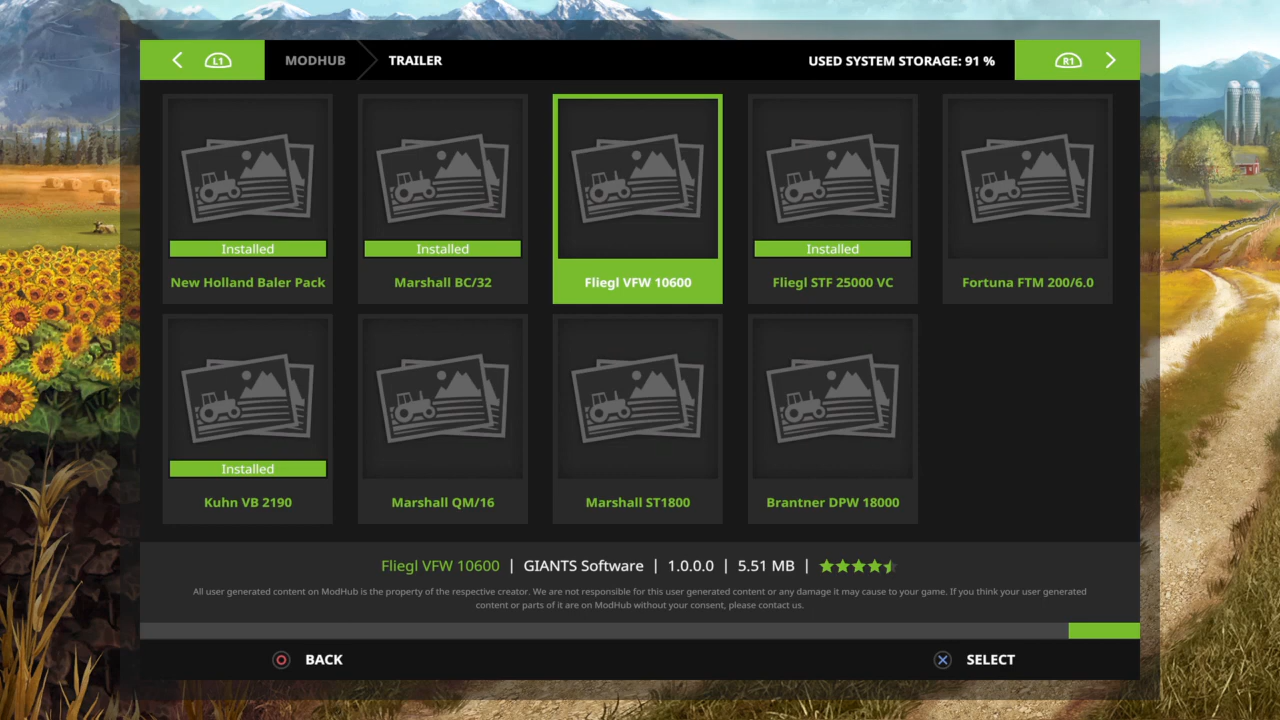 L1
MODHUB
TRAILER
USED SYSTEM STORAGE: 91 %
R1
Installed
Installed
Installed
New Holland Baler Pack
Marshall BC/32
Fliegl VFW 10600
Fliegl STF 25000 VC
Fortuna FTM 200/6.0
Installed
Kuhn VB 2190
Marshall QM/16
Marshall ST1800
Brantner DPW 18000
Fliegl VFW 10600 | GIANTS Software | 1.0.0.0 | 5.51 MB |
All user generated content on ModHub is the property of the respective creator. We are not responsible for this user generated content or any damage it may cause to your game. If you think your user generated
content or parts of it are on ModHub without your consent, please contact us.
BACK
SELECT